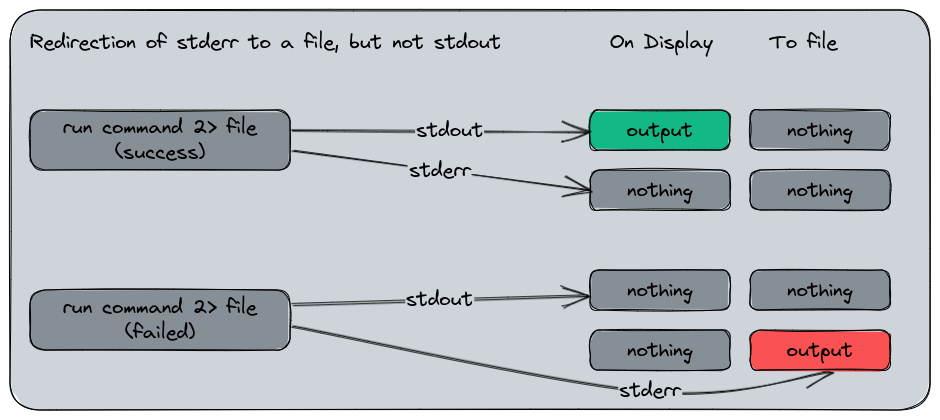 Redirection of stderr to a file, but not stdout
On Display
To file
run command 2> file
(success)
stdout
output
nothing
stderr
nothing
nothing
run command 2> file
(failed)
stdout
nothing
nothing
nothing
output
stderr